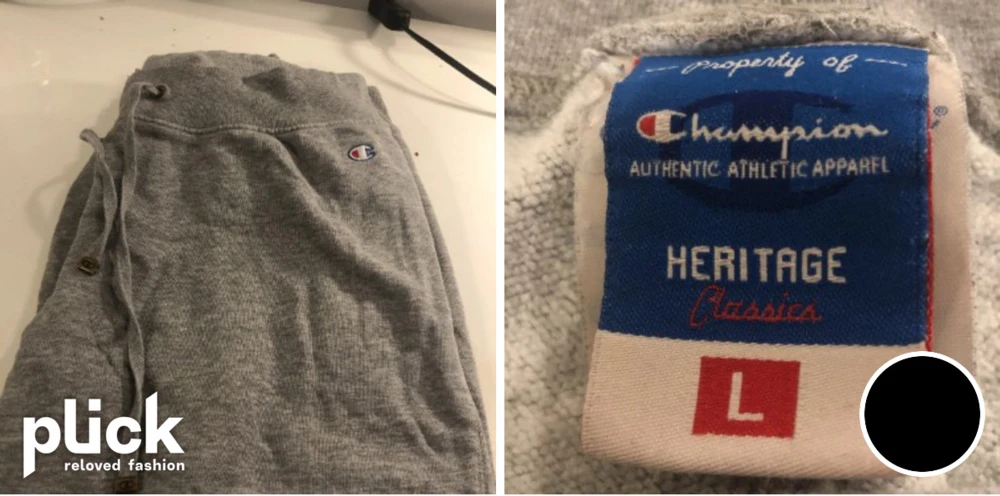 plick
reloved fashion
Property of
Champion
AUTHENTIC ATHLETIC APPAREL
HERITAGE
Classics
L